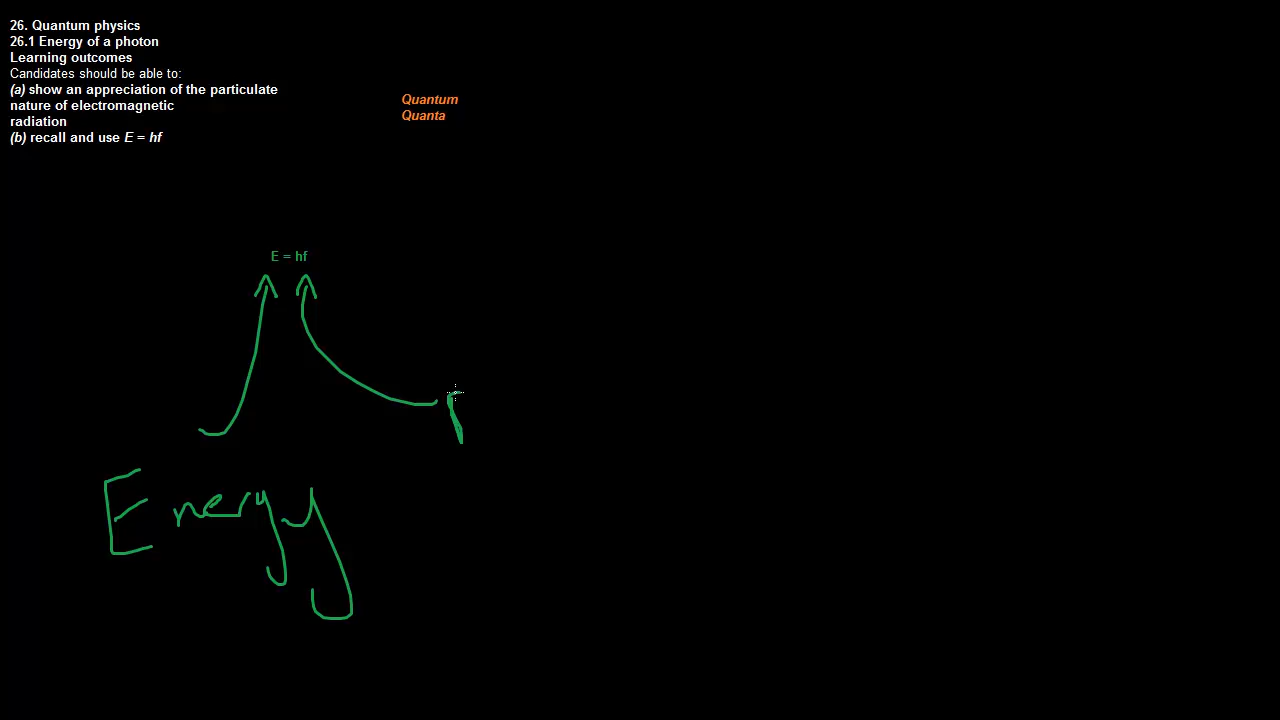 26. Quantum physics
26.1 Energy of a photon
Learning outcomes
Candidates should be able to:
(a) show an appreciation of the particulate
nature of electromagnetic
radiation
(b) recall and use E = hf
Quantum
Quanta
E = hf
Energy